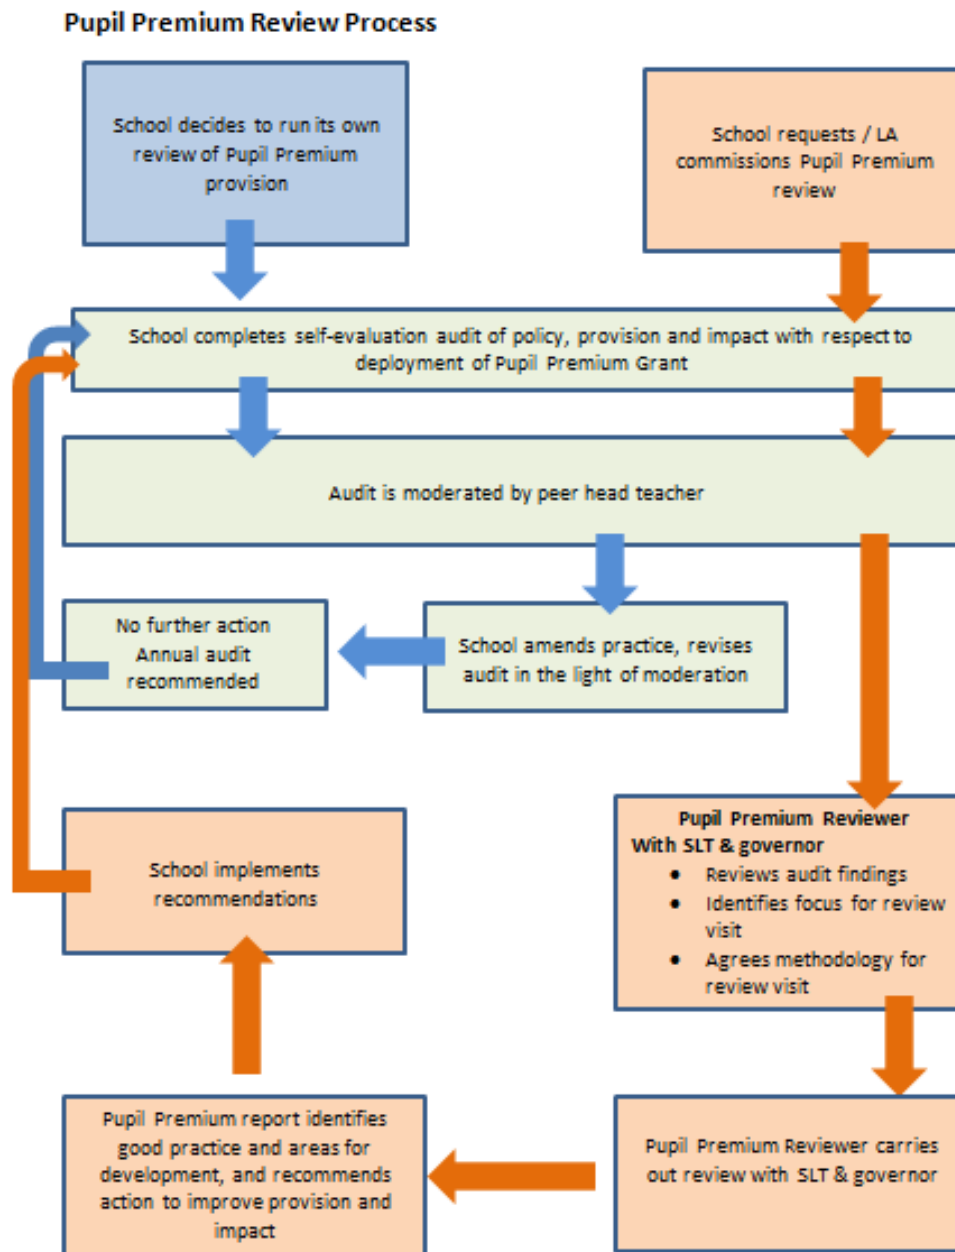 Pupil Premium Review Process
School decides to run its own
review of Pupil Premium
provision
School requests / LA
commissions Pupil Premium
review
School completes self-evaluation audit of policy, provision and impact with respect to
deployment of Pupil Premium Grant
Audit is moderated by peer head teacher
No further action
Annual audit
recommended
School amends practice, revises
audit in the light of moderation
School implements
recommendations
Pupil Premium Reviewer
With SLT & governor
• Reviews audit findings
• Identifies focus for review
visit
• Agrees methodology for
review visit
Pupil Premium report identifies
good practice and areas for
development, and recommends
action to improve provision and
impact
Pupil Premium Reviewer carries
out review with SLT & governor